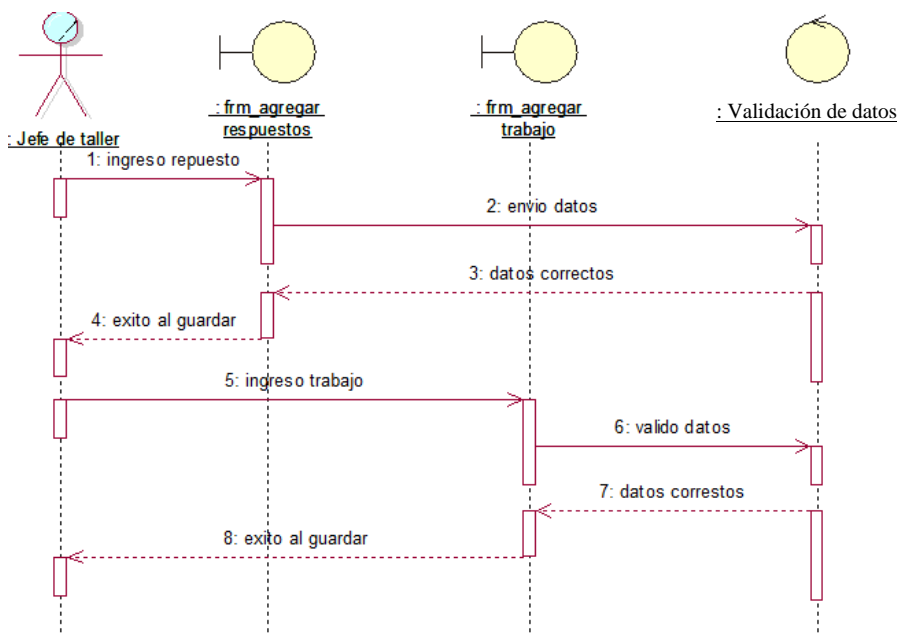 : Jefe de taller
: frm_agregar
respuestos
: frm_agregar
trabajo
: Validación de datos
1: ingreso repuesto
2: envio datos
3: datos correctos
4: exito al guardar
5: ingreso trabajo
6: valido datos
7: datos correstos
8: exito al guardar